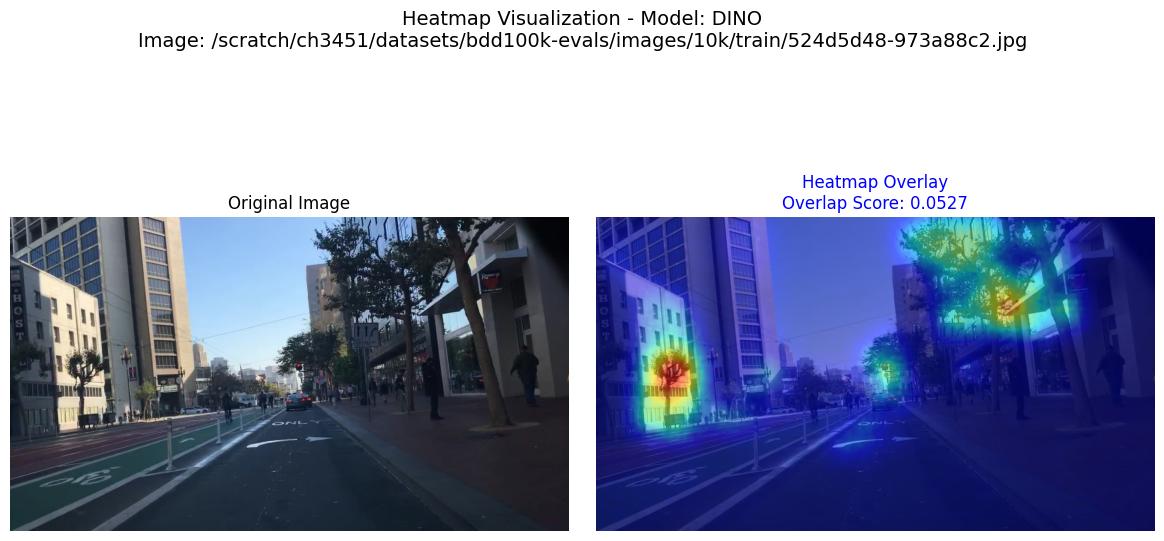 Heatmap Visualization - Model: DINO
Image: /scratch/ch3451/datasets/bdd100k-evals/images/10k/train/524d5d48-973a88c2.jpg
Original Image
Heatmap Overlay
Overlap Score: 0.0527
HOST
ONLY
ONLY